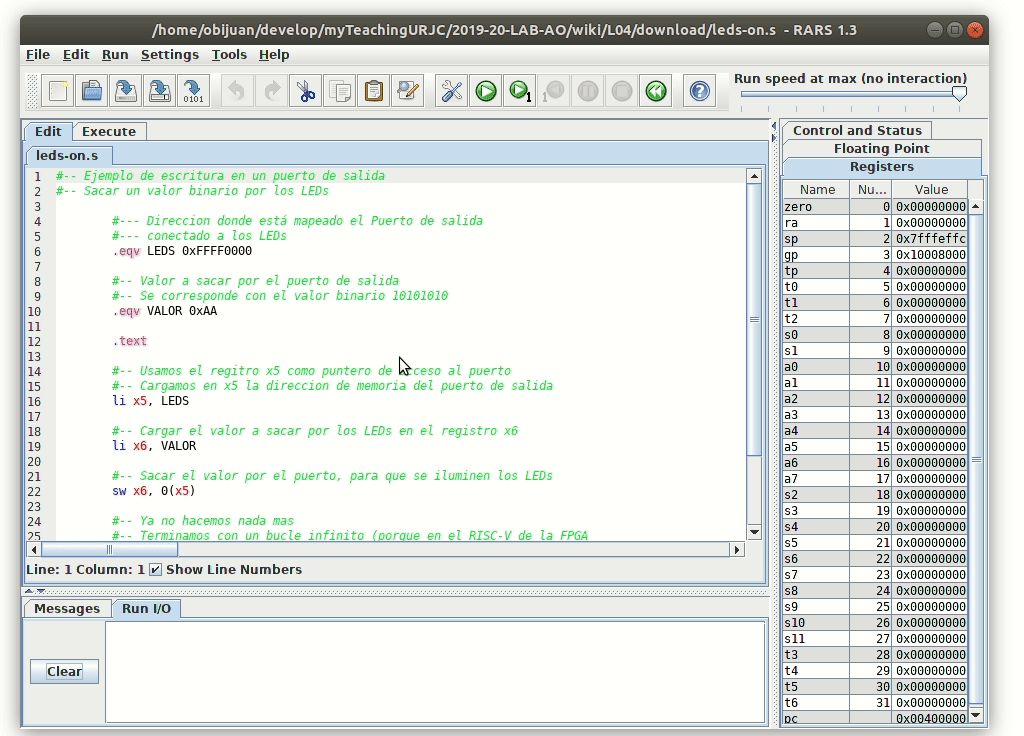 /home/obijuan/develop/myTeachingURJC/2019-20-LAB-AO/wiki/L04/download/leds-on.s - RARS 1.3
File Edit Run Settings Tools Help
Run speed at max (no interaction)
Edit Execute
leds-on.s
1 #-- Ejemplo de escritura en un puerto de salida
2 #-- Sacar un valor binario por los LEDs
3
4 #--- Direccion donde está mapeado el Puerto de salida
5 #--- conectado a los LEDs
6 .eqv LEDS 0xFFFF0000
7
8 #-- Valor a sacar por el puerto de salida
9 #-- Se corresponde con el valor binario 10101010
10 .eqv VALOR 0xAA
11
12 .text
13
14 #-- Usamos el regitro x5 como puntero de acceso al puerto
15 #-- Cargamos en x5 la direccion de memoria del puerto de salida
16 li x5, LEDS
17
18 #-- Cargar el valor a sacar por los LEDs en el registro x6
19 li x6, VALOR
20
21 #-- Sacar el valor por el puerto, para que se iluminen los LEDs
22 sw x6, 0(x5)
23
24 #-- Ya no hacemos nada mas
25 #-- Terminamos con un bucle infinito (porque en el RISC-V de la FPGA
Line: 1 Column: 1 Show Line Numbers
Messages Run I/O
Clear
Control and Status
Floating Point
Registers
Name Nu... Value
zero 0 0x00000000
ra 1 0x00000000
sp 2 0x7fffeffc
gp 3 0x10008000
tp 4 0x00000000
t0 5 0x00000000
t1 6 0x00000000
t2 7 0x00000000
s0 8 0x00000000
s1 9 0x00000000
a0 10 0x00000000
a1 11 0x00000000
a2 12 0x00000000
a3 13 0x00000000
a4 14 0x00000000
a5 15 0x00000000
a6 16 0x00000000
a7 17 0x00000000
s2 18 0x00000000
s3 19 0x00000000
s4 20 0x00000000
s5 21 0x00000000
s6 22 0x00000000
s7 23 0x00000000
s8 24 0x00000000
s9 25 0x00000000
s10 26 0x00000000
s11 27 0x00000000
t3 28 0x00000000
t4 29 0x00000000
t5 30 0x00000000
t6 31 0x00000000
pc 0x00400000